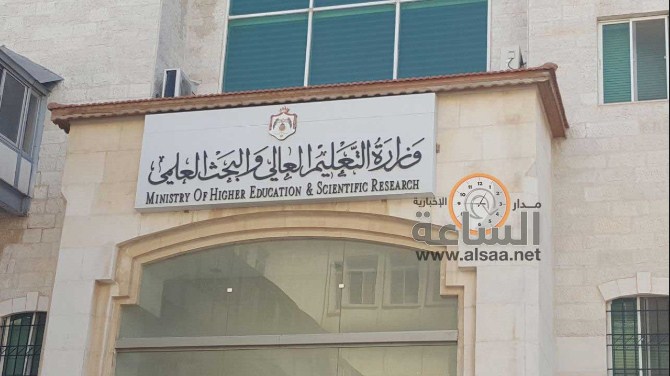 وزارة التعليم العالي والبحث العلمي
MINISTRY OF HIGHER EDUCATION & SCIENTIFIC RESEARCH
مدار الإخبارية
الساعة
www.alsaa.net